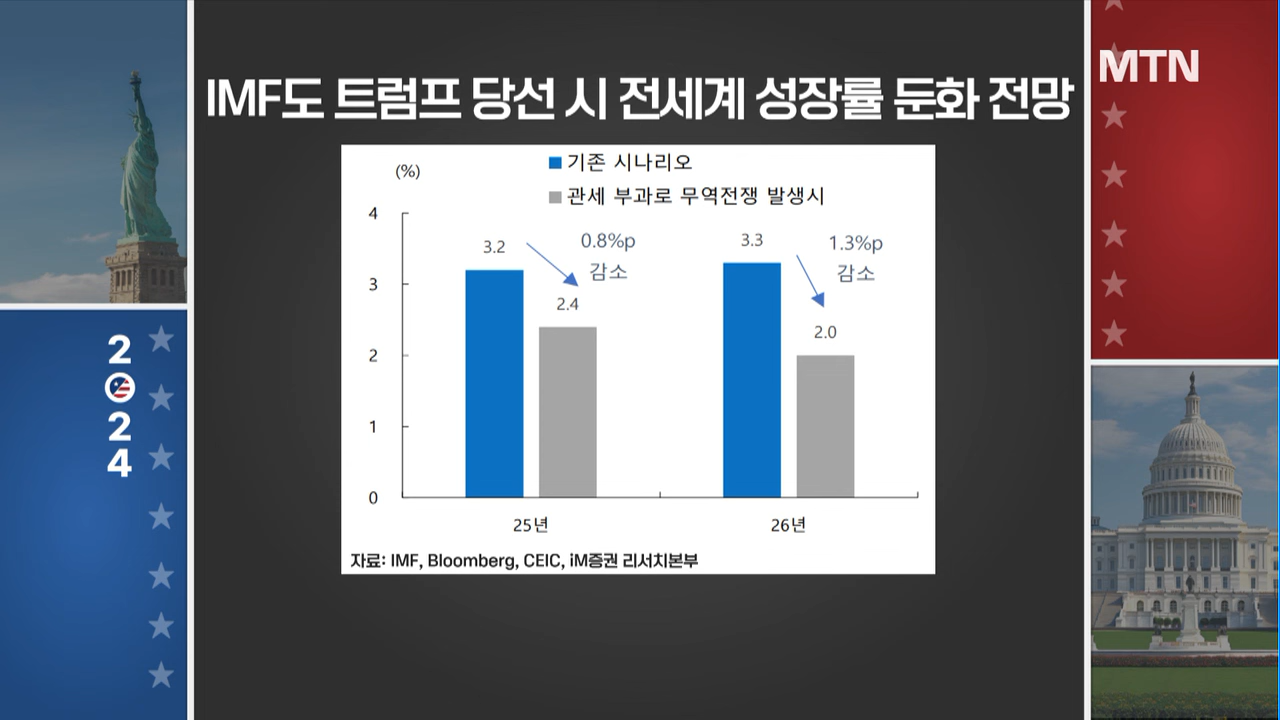 IMF도 트럼프 당선 시 전세계 성장률 둔화 전망
MTN
2
0
2
4
(%)
기존 시나리오
관세 부과로 무역전쟁 발생시
4
3
2
1
0
3.2
0.8%p
감소
2.4
3.3
1.3%p
감소
2.0
25년
26년
자료: IMF, Bloomberg, CEIC, iM증권 리서치본부